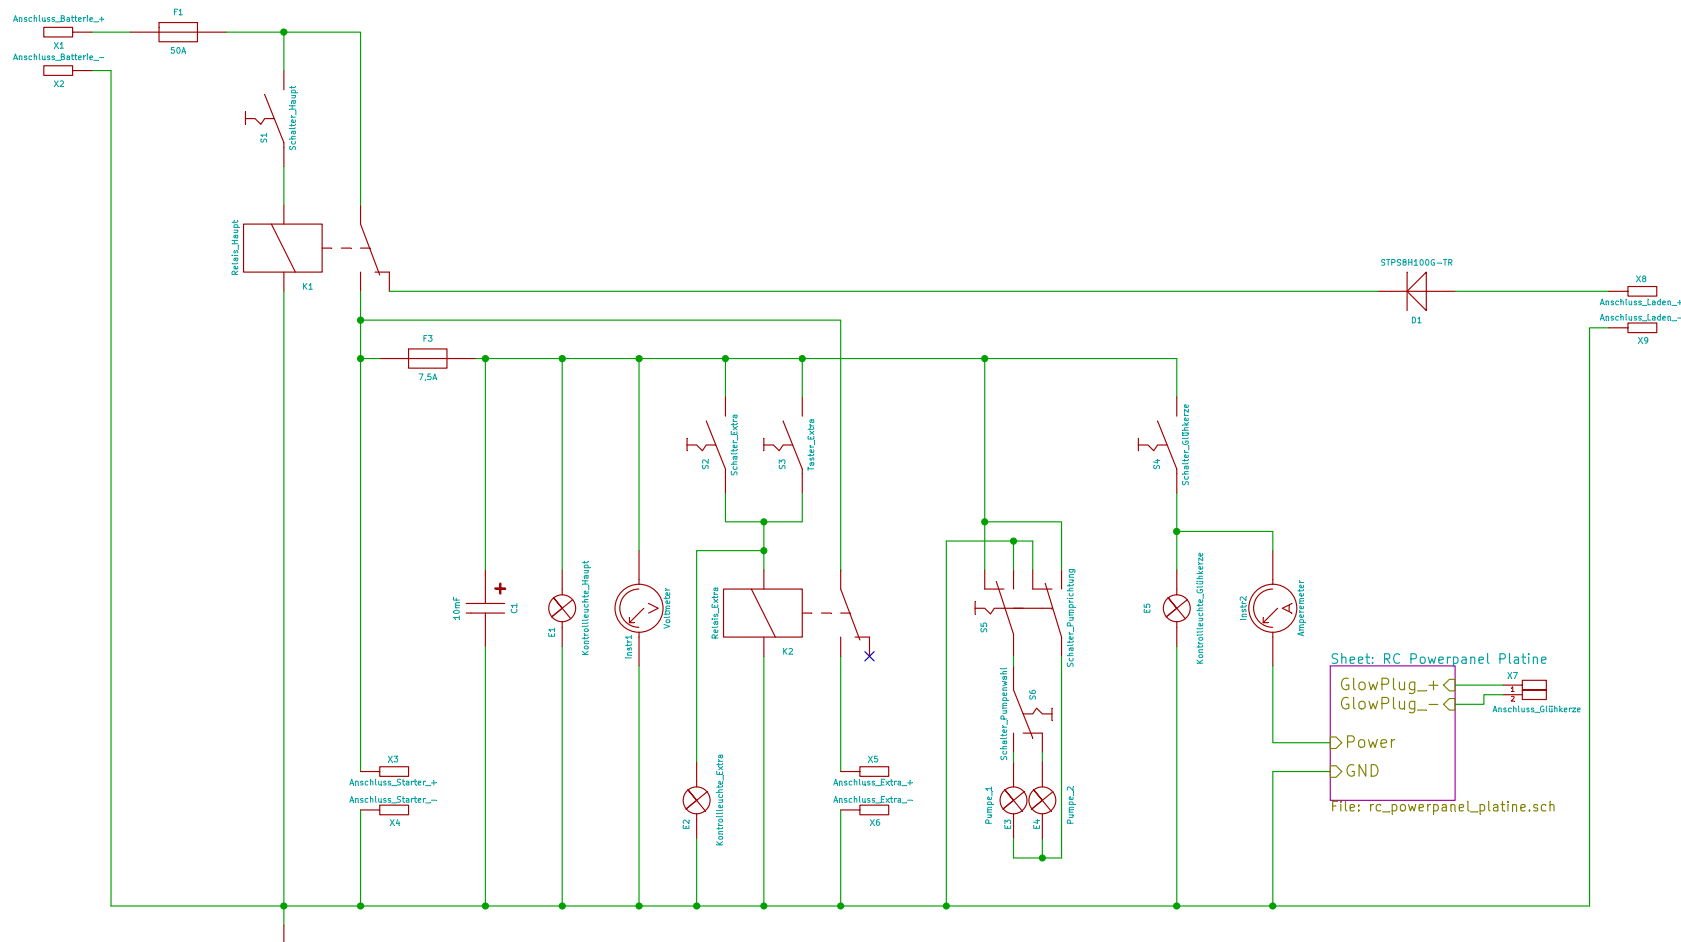 Anschluss_Batterie_+
X1
F1
50A
Anschluss_Batterie_-
X2
S1
Schalter_Haupt
Relais_Haupt
K1
STPS8H100G-TR
D1
X8
Anschluss_Laden_+
Anschluss_Laden_-
X9
F3
7,5A
S2
Schalter_Extra
S3
Taster_Extra
S4
Schalter_Glühkerze
10mF
C1
E1
Kontrollleuchte_Haupt
Instr1
Voltmeter
V
Relais_Extra
K2
S5
Schalter_Pumprichtung
E5
Kontrollleuchte_Glühkerze
Instr2
Amperemeter
A
Schalter_Pumpenwahl
S6
Sheet: RC Powerpanel Platine
GlowPlug_+
GlowPlug_-
X7
1
2
Anschluss_Glühkerze
Power
GND
File: rc_powerpanel_platine.sch
X3
Anschluss_Starter_+
Anschluss_Starter_-
X4
E2
Kontrollleuchte_Extra
X5
Anschluss_Extra_+
Anschluss_Extra_-
X6
Pumpe_1
E3
E4
Pumpe_2